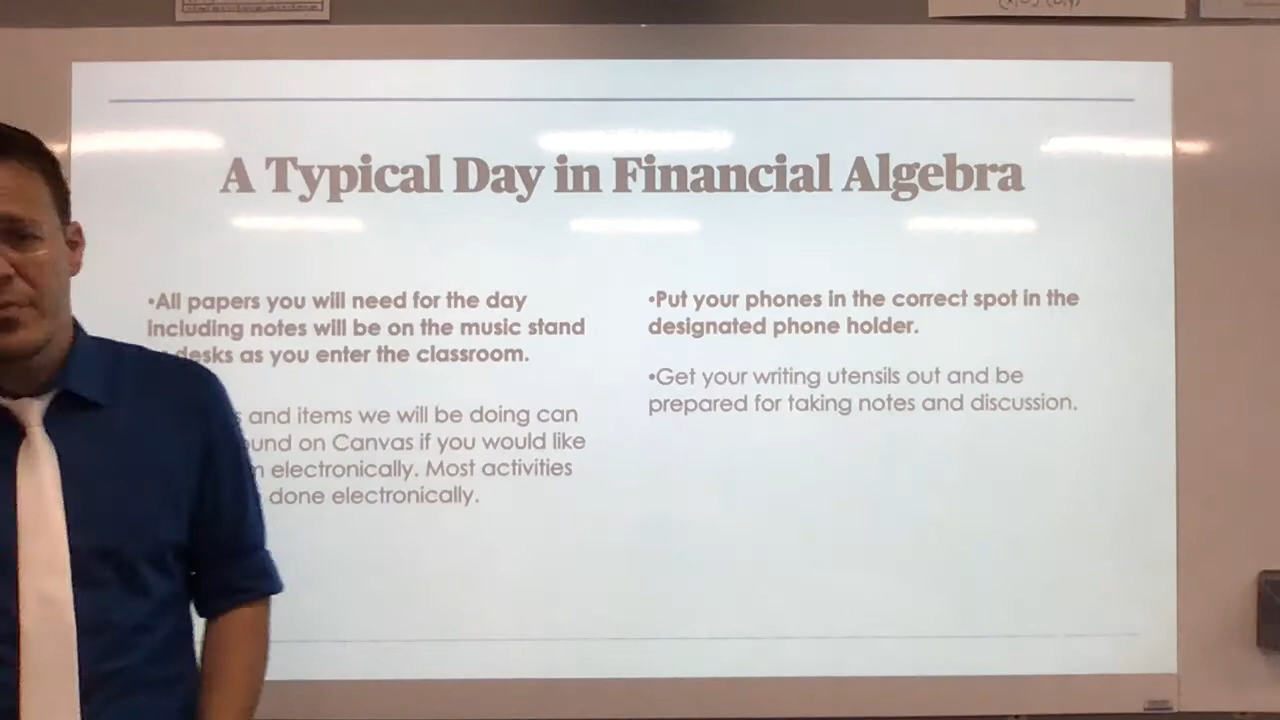 A Typical Day in Financial Algebra
•All papers you will need for the day
including notes will be on the music stand
desks as you enter the classroom.
and items we will be doing can
on Canvas if you would like
electronically. Most activities
done electronically.
•Put your phones in the correct spot in the
designated phone holder.
•Get your writing utensils out and be
prepared for taking notes and discussion.